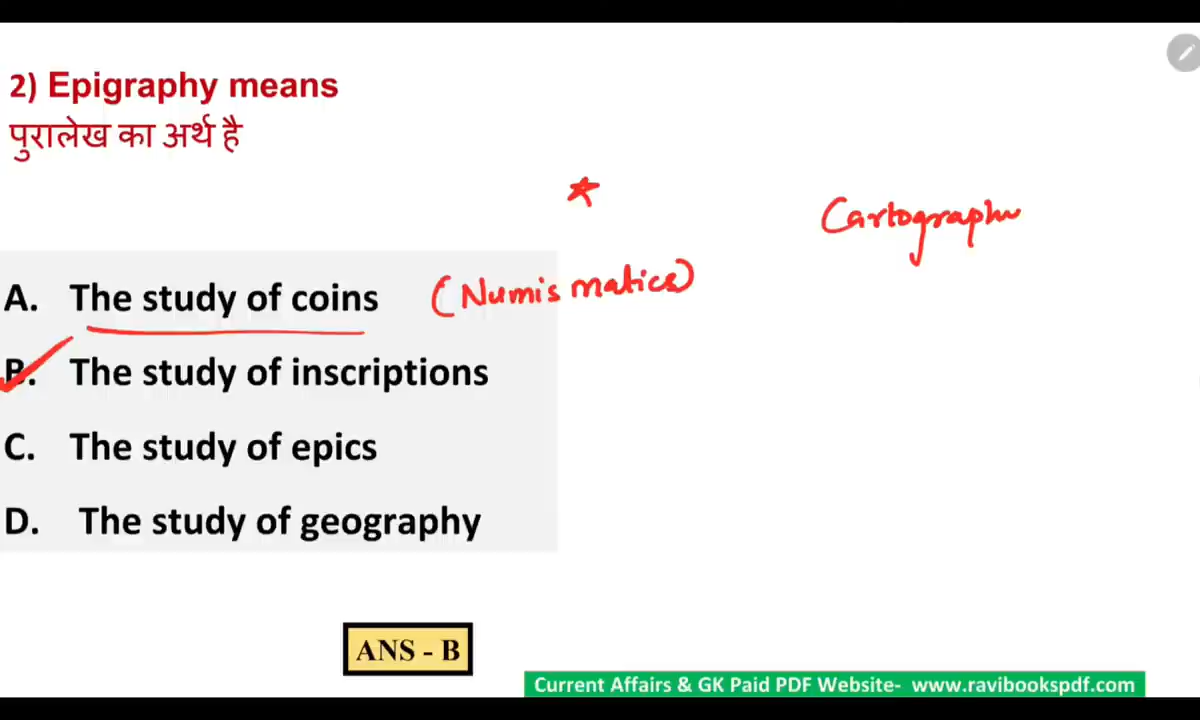 2) Epigraphy means
पुरालेख का अर्थ है
Cartography
A. The study of coins (Numismatics)
B. The study of inscriptions
C. The study of epics
D. The study of geography
ANS - B
Current Affairs & GK Paid PDF Website- www.ravibookspdf.com